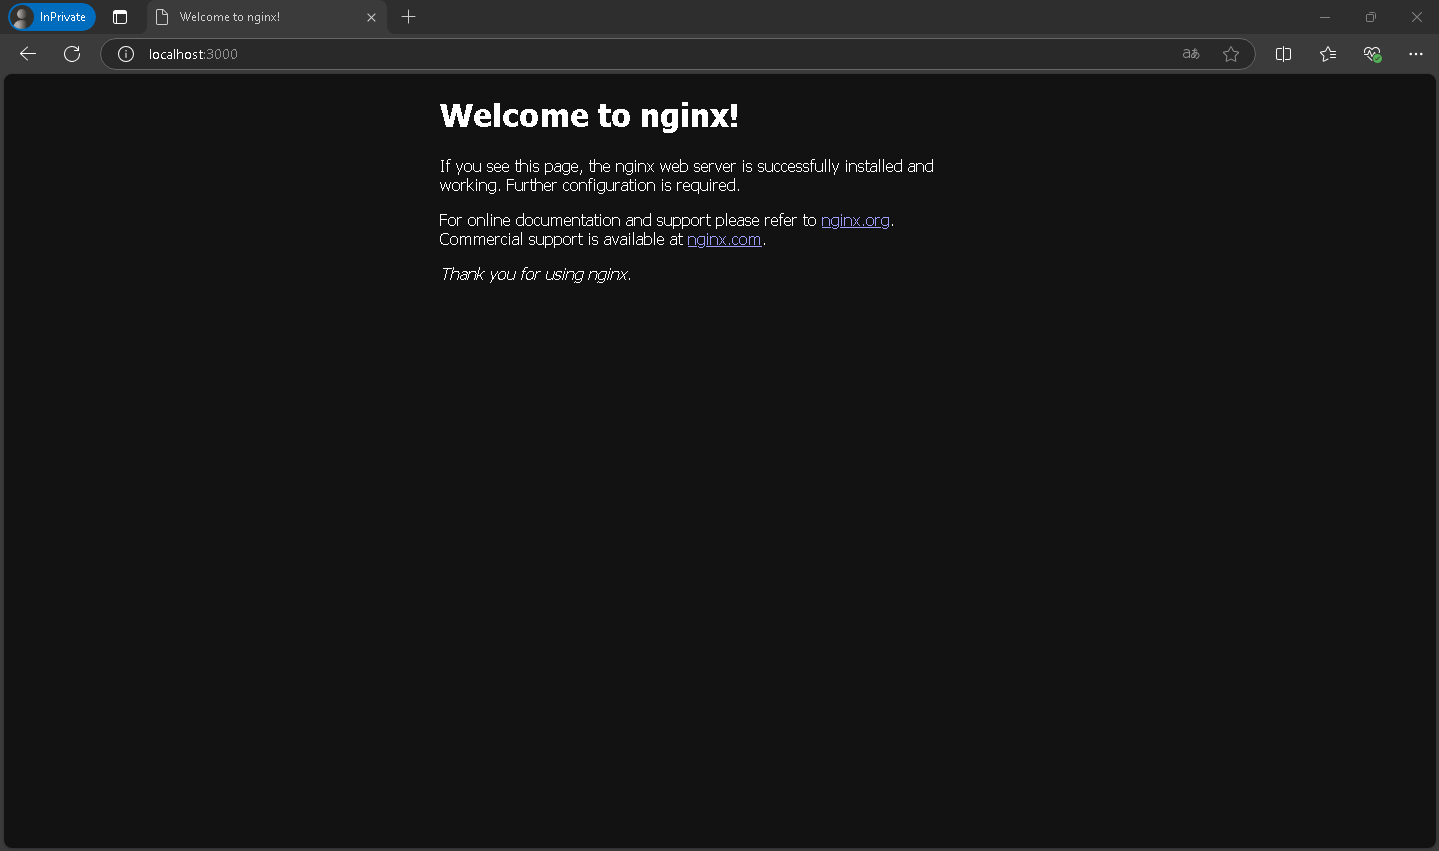 InPrivate
Welcome to nginx!
localhost:3000
aあ
Welcome to nginx!
If you see this page, the nginx web server is successfully installed and
working. Further configuration is required.
For online documentation and support please refer to nginx.org.
Commercial support is available at nginx.com.
Thank you for using nginx.